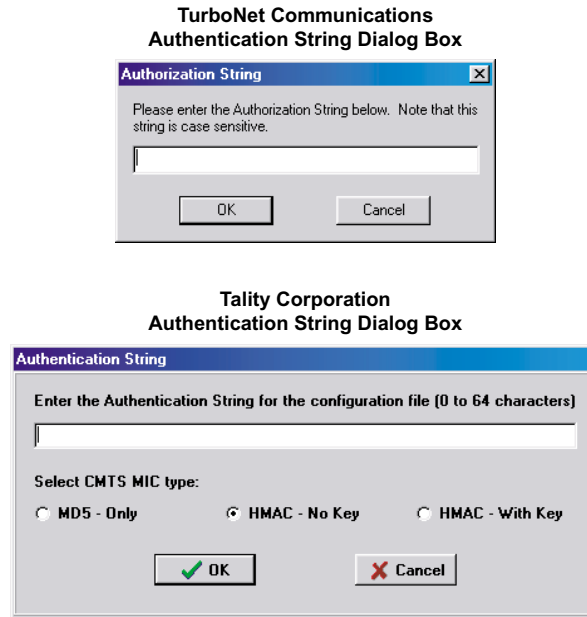 TurboNet Communications
Authentication String Dialog Box
Authorization String
Please enter the Authorization String below. Note that this
string is case sensitive.
OK Cancel
Tality Corporation
Authentication String Dialog Box
Authentication String
Enter the Authentication String for the configuration file (0 to 64 characters)
Select CMTS MIC type:
MD5 - Only HMAC - No Key HMAC - With Key
OK Cancel